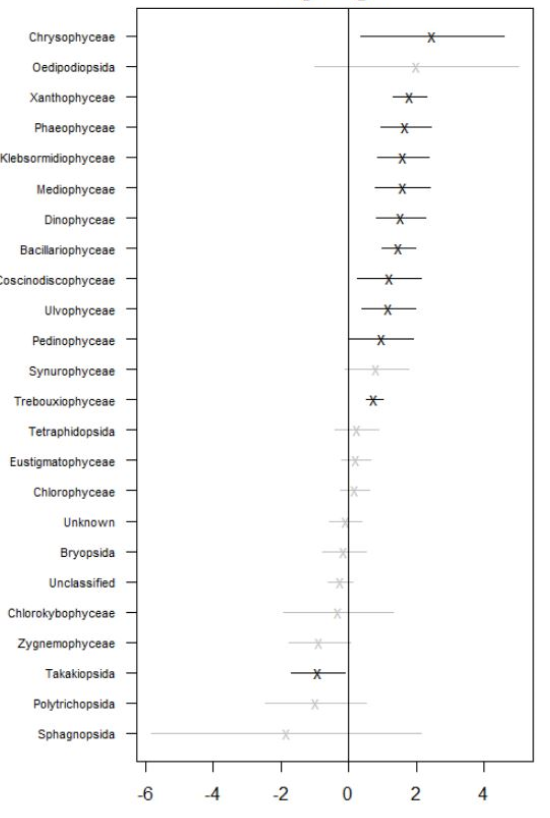 Chrysophyceae
Oedipodiopsida
Xanthophyceae
Phaeophyceae
Klebsormidiophyceae
Mediophyceae
Dinophyceae
Bacillariophyceae
Coscinodiscophyceae
Ulvophyceae
Pedinophyceae
Synurophyceae
Trebouxiophyceae
Tetraphidopsida
Eustigmatophyceae
Chlorophyceae
Unknown
Bryopsida
Unclassified
Chlorokybophyceae
Zygnemophyceae
Takakiopsida
Polytrichopsida
Sphagnopsida
-6 -4 -2 0 2 4